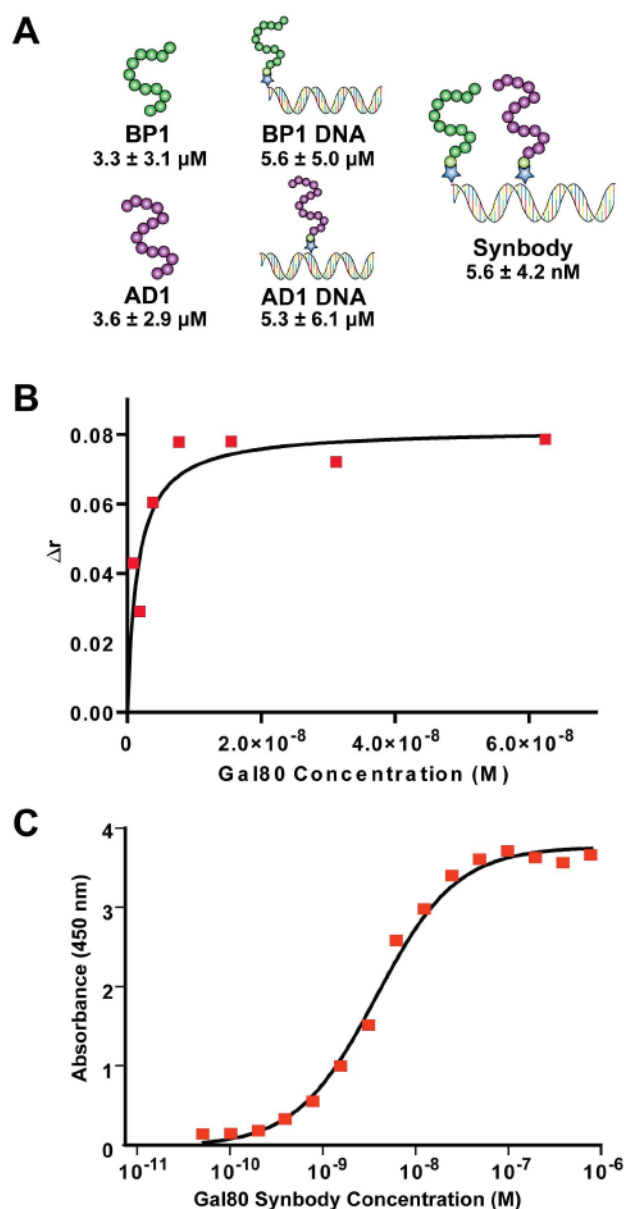 A
BP1
3.3 ± 3.1 µM
BP1 DNA
5.6 ± 5.0 µM
AD1
3.6 ± 2.9 µM
AD1 DNA
5.3 ± 6.1 µM
Synbody
5.6 ± 4.2 nM
B
0.08
0.06
0.04
0.02
0.00
Δr
0
2.0×10⁻⁸
4.0×10⁻⁸
6.0×10⁻⁸
Gal80 Concentration (M)
C
4
3
2
1
0
Absorbance (450 nm)
10⁻¹¹
10⁻¹⁰
10⁻⁹
10⁻⁸
10⁻⁷
10⁻⁶
Gal80 Synbody Concentration (M)